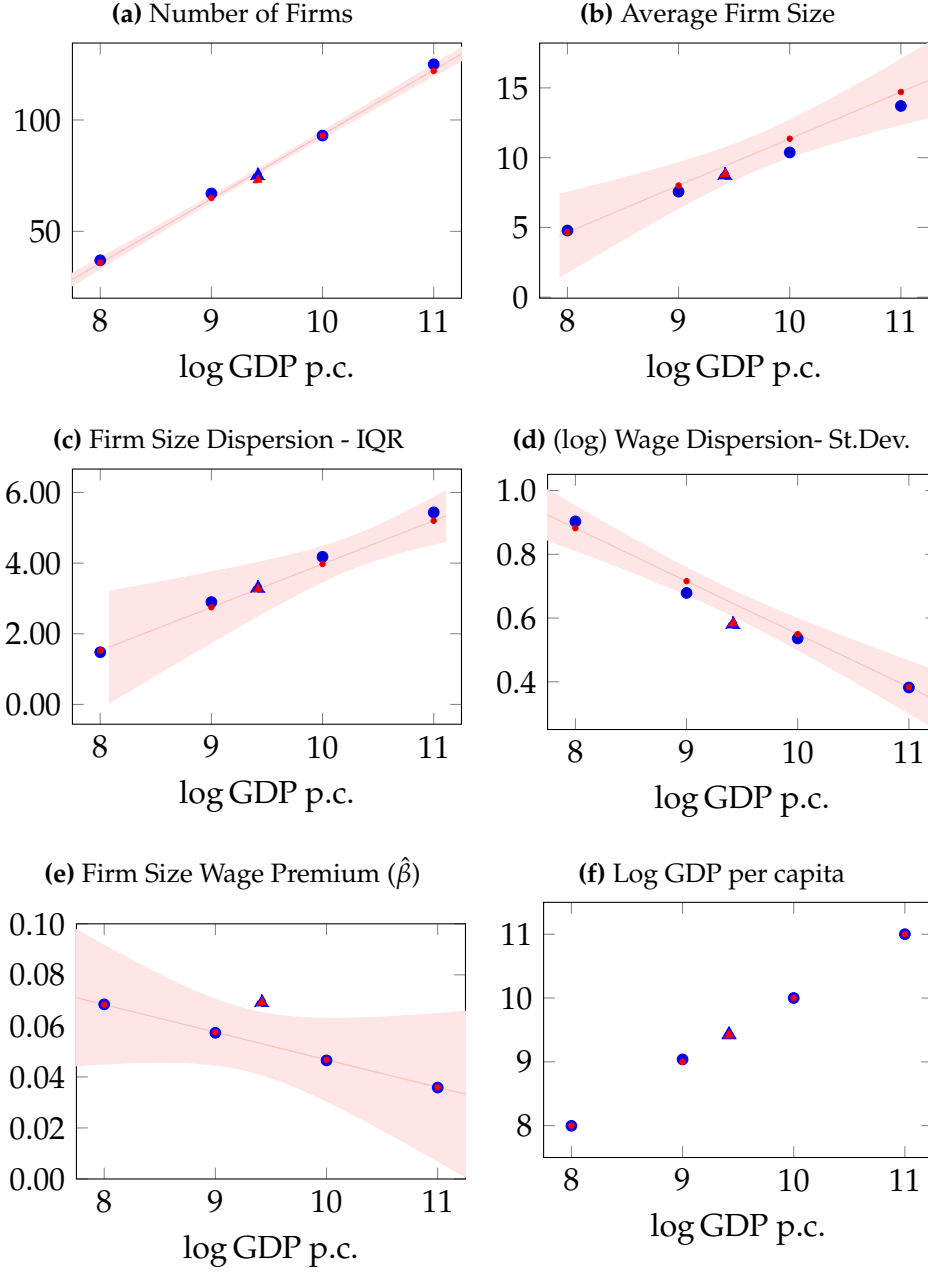 (a) Number of Firms
100
50
8 9 10 11
log GDP p.c.
(b) Average Firm Size
15
10
5
0
8 9 10 11
log GDP p.c.
(c) Firm Size Dispersion - IQR
6.00
4.00
2.00
0.00
8 9 10 11
log GDP p.c.
(d) (log) Wage Dispersion- St.Dev.
1.0
0.8
0.6
0.4
8 9 10 11
log GDP p.c.
(e) Firm Size Wage Premium (β̂)
0.10
0.08
0.06
0.04
0.02
0.00
8 9 10 11
log GDP p.c.
(f) Log GDP per capita
11
10
9
8
8 9 10 11
log GDP p.c.